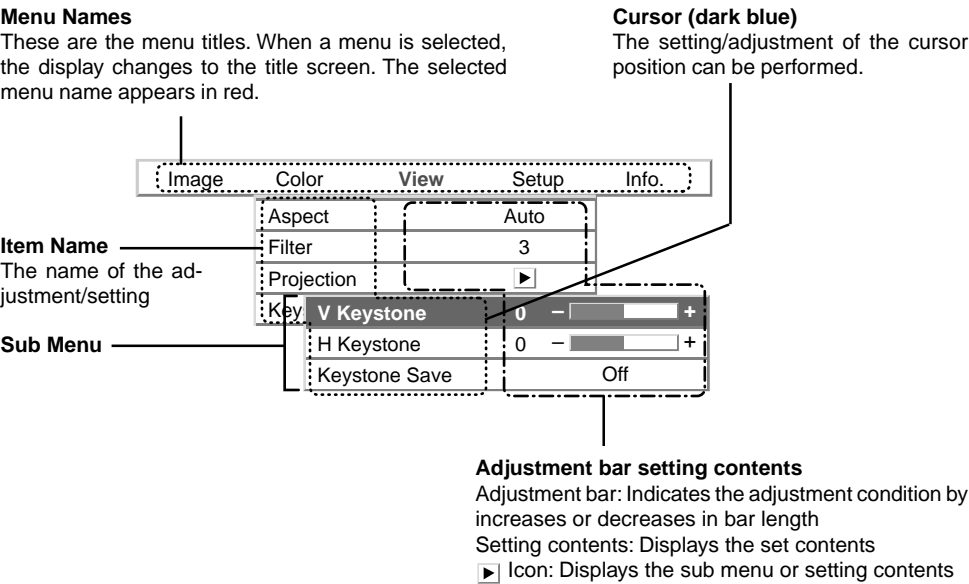 Menu Names
These are the menu titles. When a menu is selected,
the display changes to the title screen. The selected
menu name appears in red.
Cursor (dark blue)
The setting/adjustment of the cursor
position can be performed.
Image Color View Setup Info.
Aspect Auto
Filter 3
Projection ▶
Key
Item Name
The name of the ad-
justment/setting
Sub Menu
V Keystone 0 – +
H Keystone 0 – +
Keystone Save Off
Adjustment bar setting contents
Adjustment bar: Indicates the adjustment condition by
increases or decreases in bar length
Setting contents: Displays the set contents
▶ Icon: Displays the sub menu or setting contents